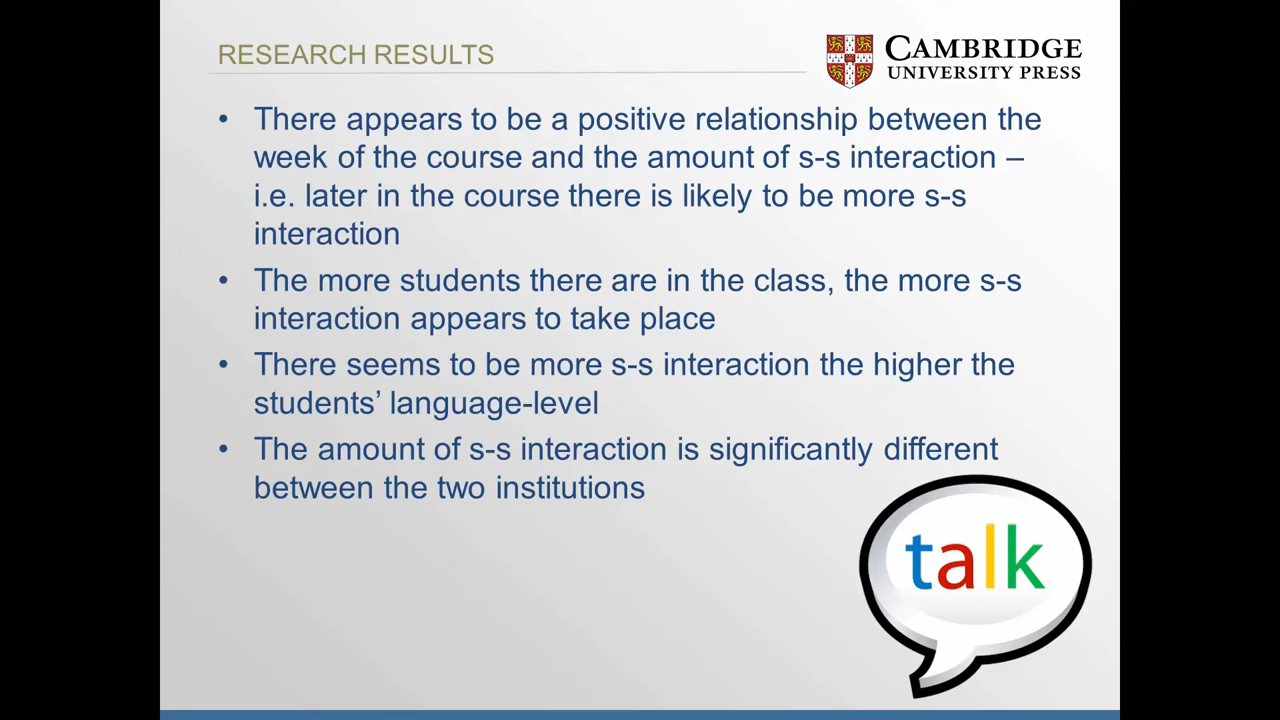 RESEARCH RESULTS
CAMBRIDGE
UNIVERSITY PRESS
• There appears to be a positive relationship between the
week of the course and the amount of s-s interaction –
i.e. later in the course there is likely to be more s-s
interaction
• The more students there are in the class, the more s-s
interaction appears to take place
• There seems to be more s-s interaction the higher the
students’ language-level
• The amount of s-s interaction is significantly different
between the two institutions
talk